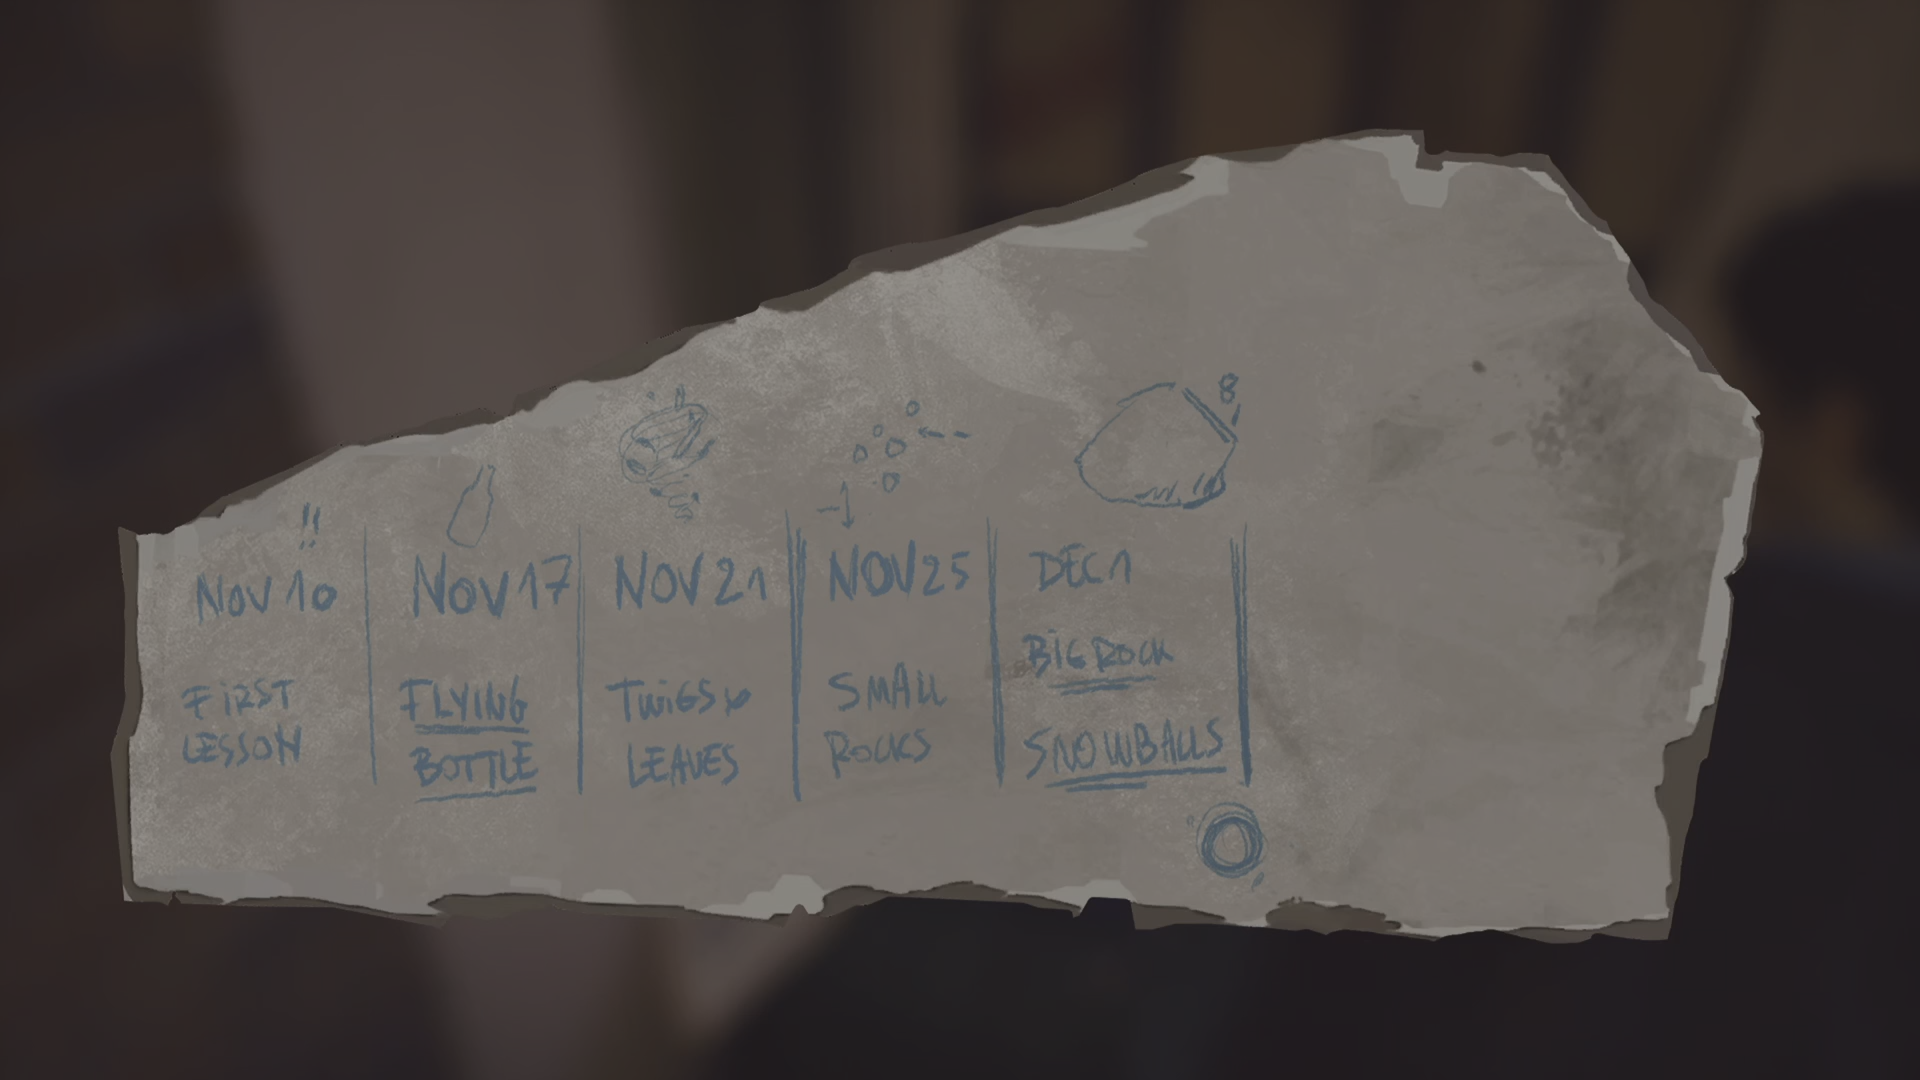 !!
8
NOV 10
NOV 17
NOV 21
NOV 25
DEC 1
FIRST
LESSON
FLYING
BOTTLE
TWIGS &
LEAVES
SMALL
ROCKS
BIG ROCK
SNOWBALLS